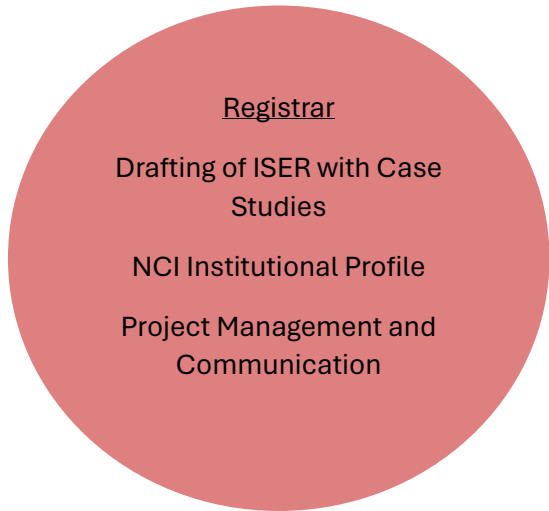 Registrar
Drafting of ISER with Case
Studies
NCI Institutional Profile
Project Management and
Communication